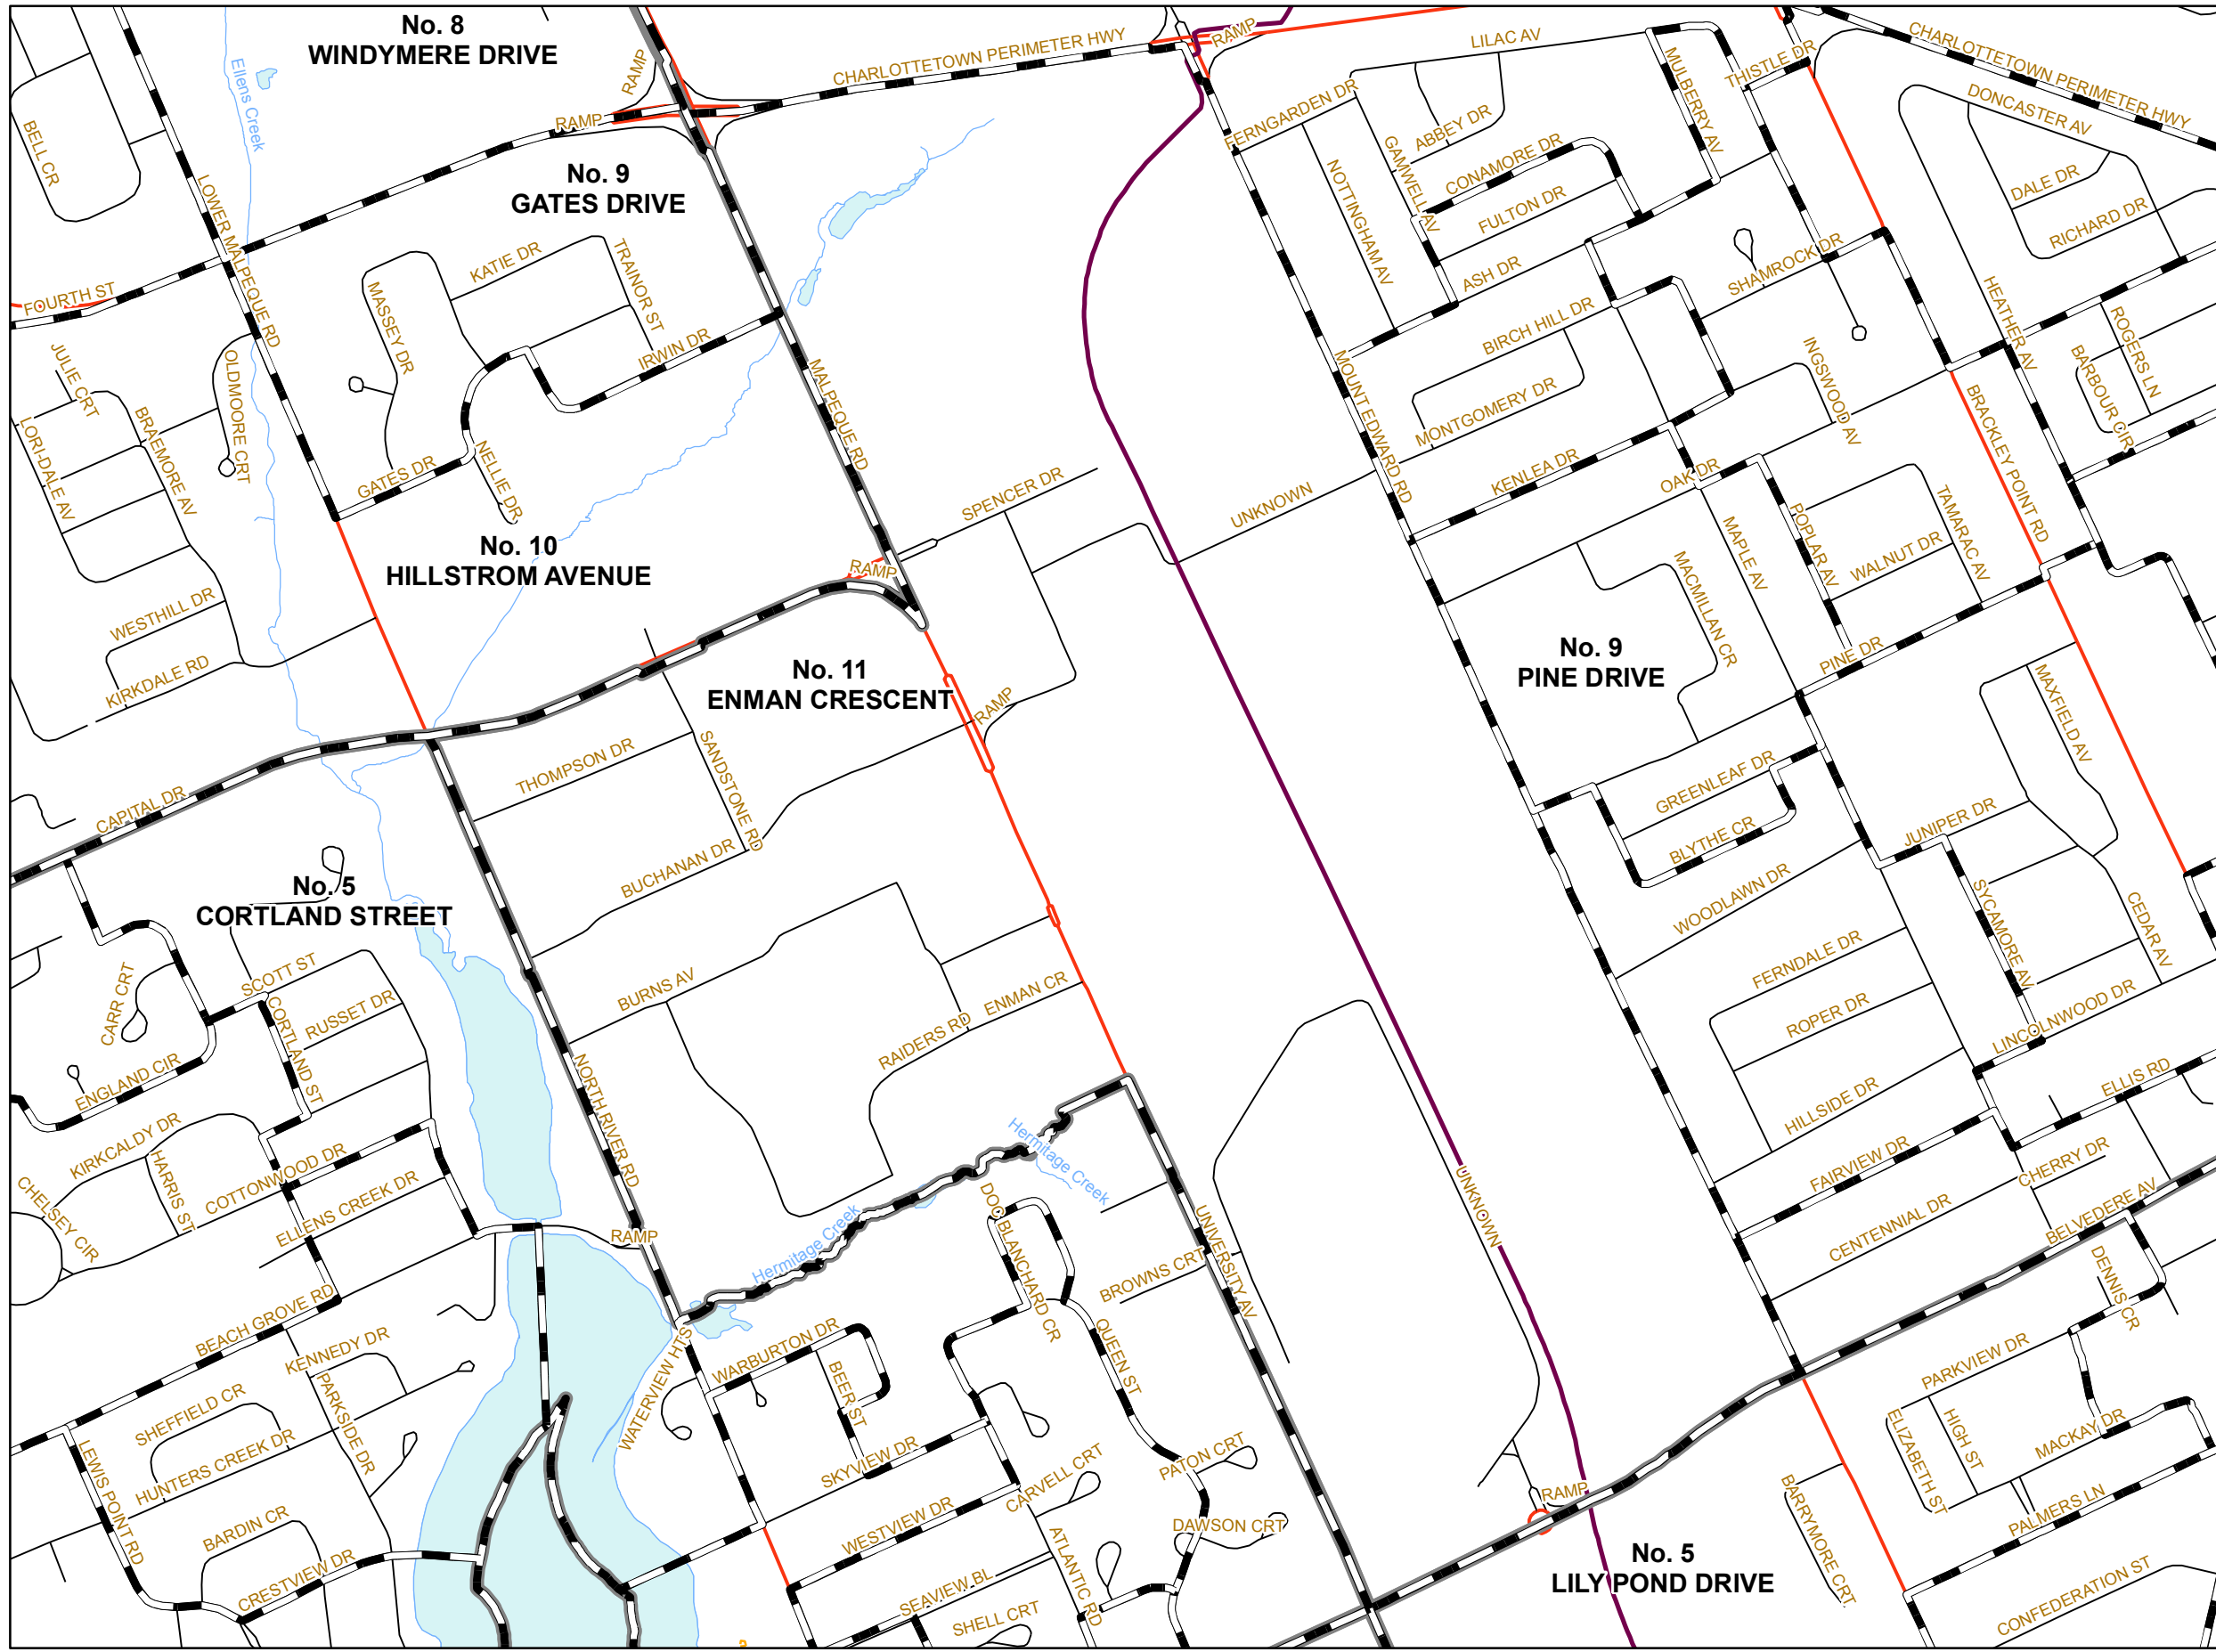 No. 8
WINDYMERE DRIVE
Ellens Creek
BELL CR
RAMP
RAMP
CHARLOTTETOWN PERIMETER HWY
RAMP
LILAC AV
MULBERRY AV
THISTLE DR
CHARLOTTETOWN PERIMETER HWY
DONCASTER AV
DALE DR
RICHARD DR
FERNGARDEN DR
ABBEY DR
GAMWELL AV
CONAMORE DR
NOTTINGHAM AV
FULTON DR
ASH DR
SHAMROCK DR
No. 9
GATES DRIVE
LOWER MALPEQUE RD
KATIE DR
TRAINOR ST
MASSEY DR
IRWIN DR
FOURTH ST
JULIE CRT
OLDMOORE CRT
BRAEMORE AV
LORI-DALE AV
MALPEQUE RD
BIRCH HILL DR
MOUNT EDWARD RD
MONTGOMERY DR
INGSWOOD AV
HEATHER AV
ROGERS LN
BARBOUR CIR
BRACKLEY POINT RD
GATES DR
NELLIE DR
SPENCER DR
UNKNOWN
KENLEA DR
OAK DR
POPLAR AV
MAPLE AV
TAMARAC AV
WALNUT DR
MACMILLAN CR
No. 10
HILLSTROM AVENUE
RAMP
WESTHILL DR
KIRKDALE RD
No. 11
ENMAN CRESCENT
RAMP
No. 9
PINE DRIVE
PINE DR
MAXFIELD AV
THOMPSON DR
SANDSTONE RD
CAPITAL DR
BUCHANAN DR
GREENLEAF DR
BLYTHE CR
JUNIPER DR
WOODLAWN DR
SYCAMORE AV
CEDAR AV
No. 5
CORTLAND STREET
SCOTT ST
CARR CRT
CORTLAND ST
RUSSET DR
BURNS AV
RAIDERS RD
ENMAN CR
FERNDALE DR
ROPER DR
LINCOLNWOOD DR
ENGLAND CIR
NORTH RIVER RD
HILLSIDE DR
ELLIS RD
KIRKCALDY DR
HARRIS ST
COTTONWOOD DR
ELLENS CREEK DR
CHELSEY CIR
Hermitage Creek
Hermitage Creek
FAIRVIEW DR
CHERRY DR
CENTENNIAL DR
BELVEDERE AV
UNKNOWN
RAMP
DOC BLANCHARD CR
UNIVERSITY AV
BROWNS CRT
DENNIS CR
BEACH GROVE RD
KENNEDY DR
PARKSIDE DR
SHEFFIELD CR
HUNTERS CREEK DR
WATERVIEW HTS
WARBURTON DR
BEER ST
QUEEN ST
PARKVIEW DR
HIGH ST
ELIZABETH ST
MACKAY DR
LEWIS POINT RD
BARDIN CR
SKYVIEW DR
CARVELL CRT
PATON CRT
RAMP
BARRYMORE CRT
PALMERS LN
CRESTVIEW DR
WESTVIEW DR
DAWSON CRT
ATLANTIC RD
SEAVIEW BL
SHELL CRT
No. 5
LILY POND DRIVE
CONFEDERATION ST